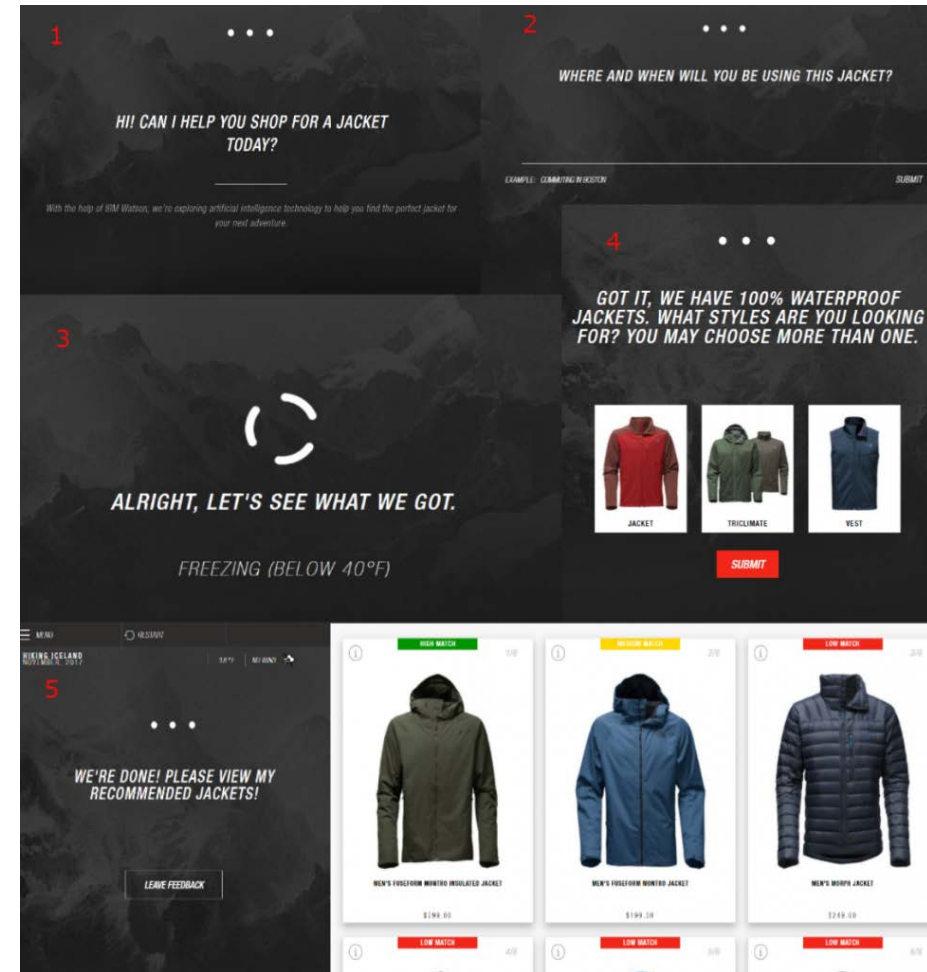 1
HI! CAN I HELP YOU SHOP FOR A JACKET
TODAY?
With the help of IBM Watson, we're exploring artificial intelligence technology to help you find the perfect jacket for
your next adventure.
2
WHERE AND WHEN WILL YOU BE USING THIS JACKET?
EXAMPLE: COMMUTING IN BOSTON
SUBMIT
3
ALRIGHT, LET'S SEE WHAT WE GOT.
FREEZING (BELOW 40°F)
4
GOT IT, WE HAVE 100% WATERPROOF
JACKETS. WHAT STYLES ARE YOU LOOKING
FOR? YOU MAY CHOOSE MORE THAN ONE.
JACKET
TRICLIMATE
VEST
SUBMIT
MENU
RESTART
HIKING ICELAND
NOVEMBER, 2017
5
WE'RE DONE! PLEASE VIEW MY
RECOMMENDED JACKETS!
LEAVE FEEDBACK
HIGH MATCH
MEDIUM MATCH
LOW MATCH
MEN'S FUSEFORM MONTRO INSULATED JACKET
MEN'S FUSEFORM MONTRO JACKET
MEN'S MORPH JACKET
LOW MATCH
LOW MATCH
LOW MATCH